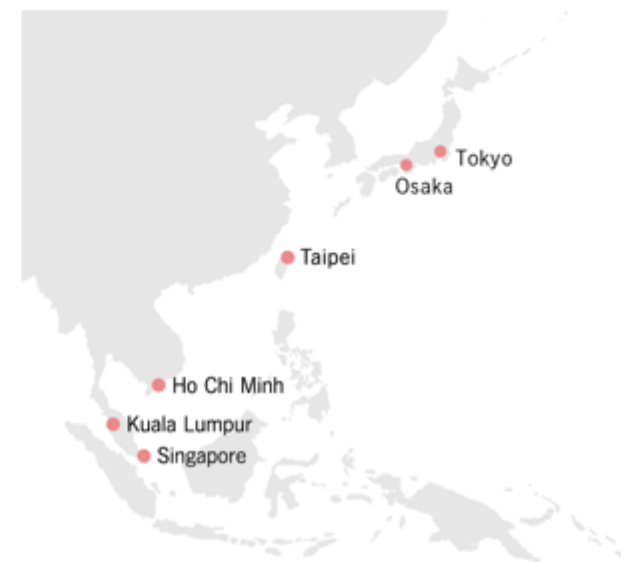 Tokyo
Osaka
Taipei
Ho Chi Minh
Kuala Lumpur
Singapore